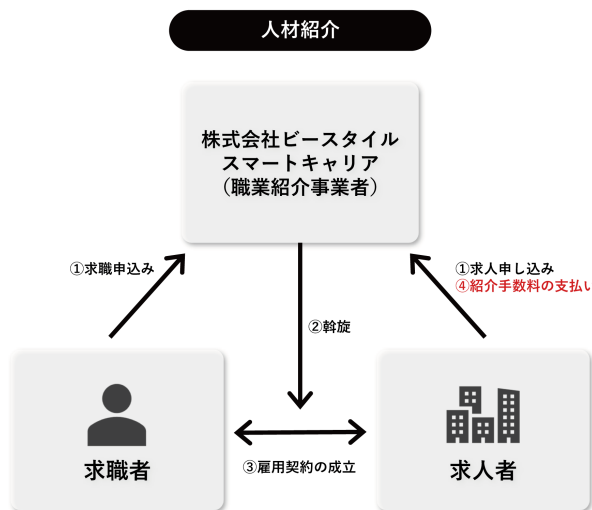 人材紹介
株式会社ビースタイル
スマートキャリア
（職業紹介事業者）
①求職申込み
①求人申し込み
④紹介手数料の支払い
②斡旋
③雇用契約の成立
求職者
求人者